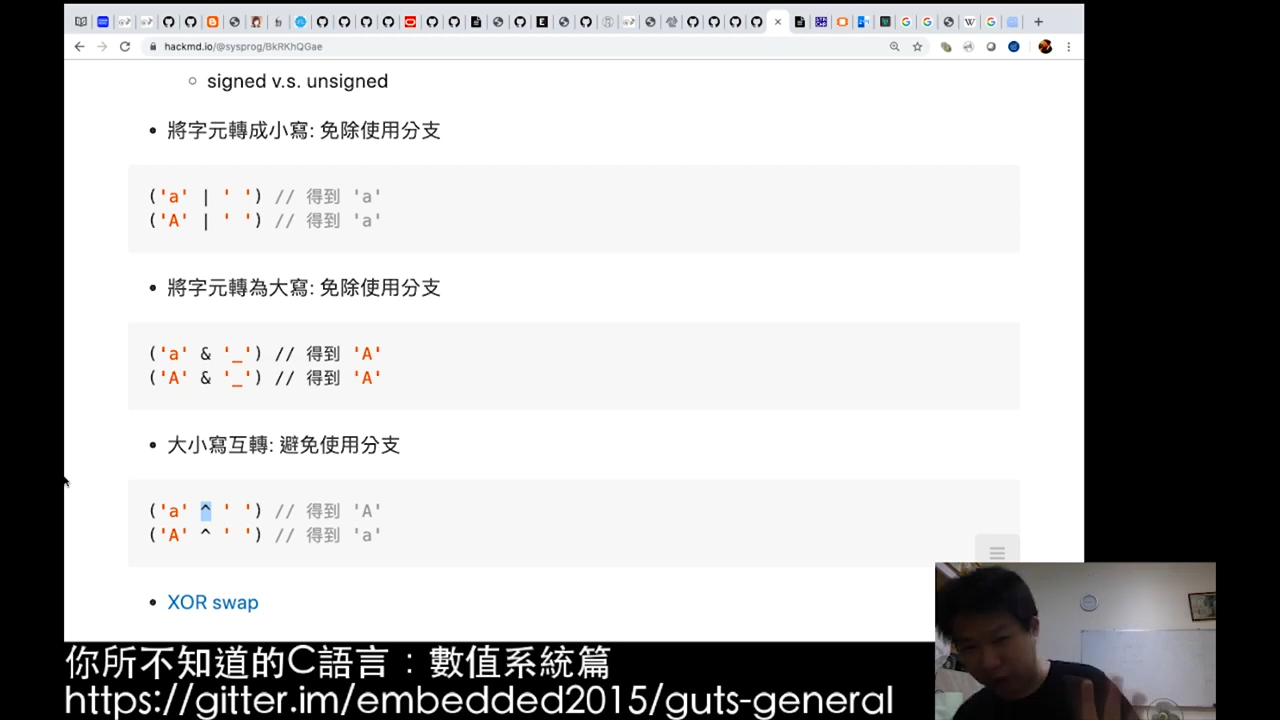 hackmd.io/@sysprog/BkRKhQGae
signed v.s. unsigned
將字元轉成小寫: 免除使用分支
('a' | ' ') // 得到 'a'
('A' | ' ') // 得到 'a'
將字元轉為大寫: 免除使用分支
('a' & '_') // 得到 'A'
('A' & '_') // 得到 'A'
大小寫互轉: 避免使用分支
('a' ^ ' ') // 得到 'A'
('A' ^ ' ') // 得到 'a'
XOR swap
你所不知道的C語言：數值系統篇
https://gitter.im/embedded2015/guts-general